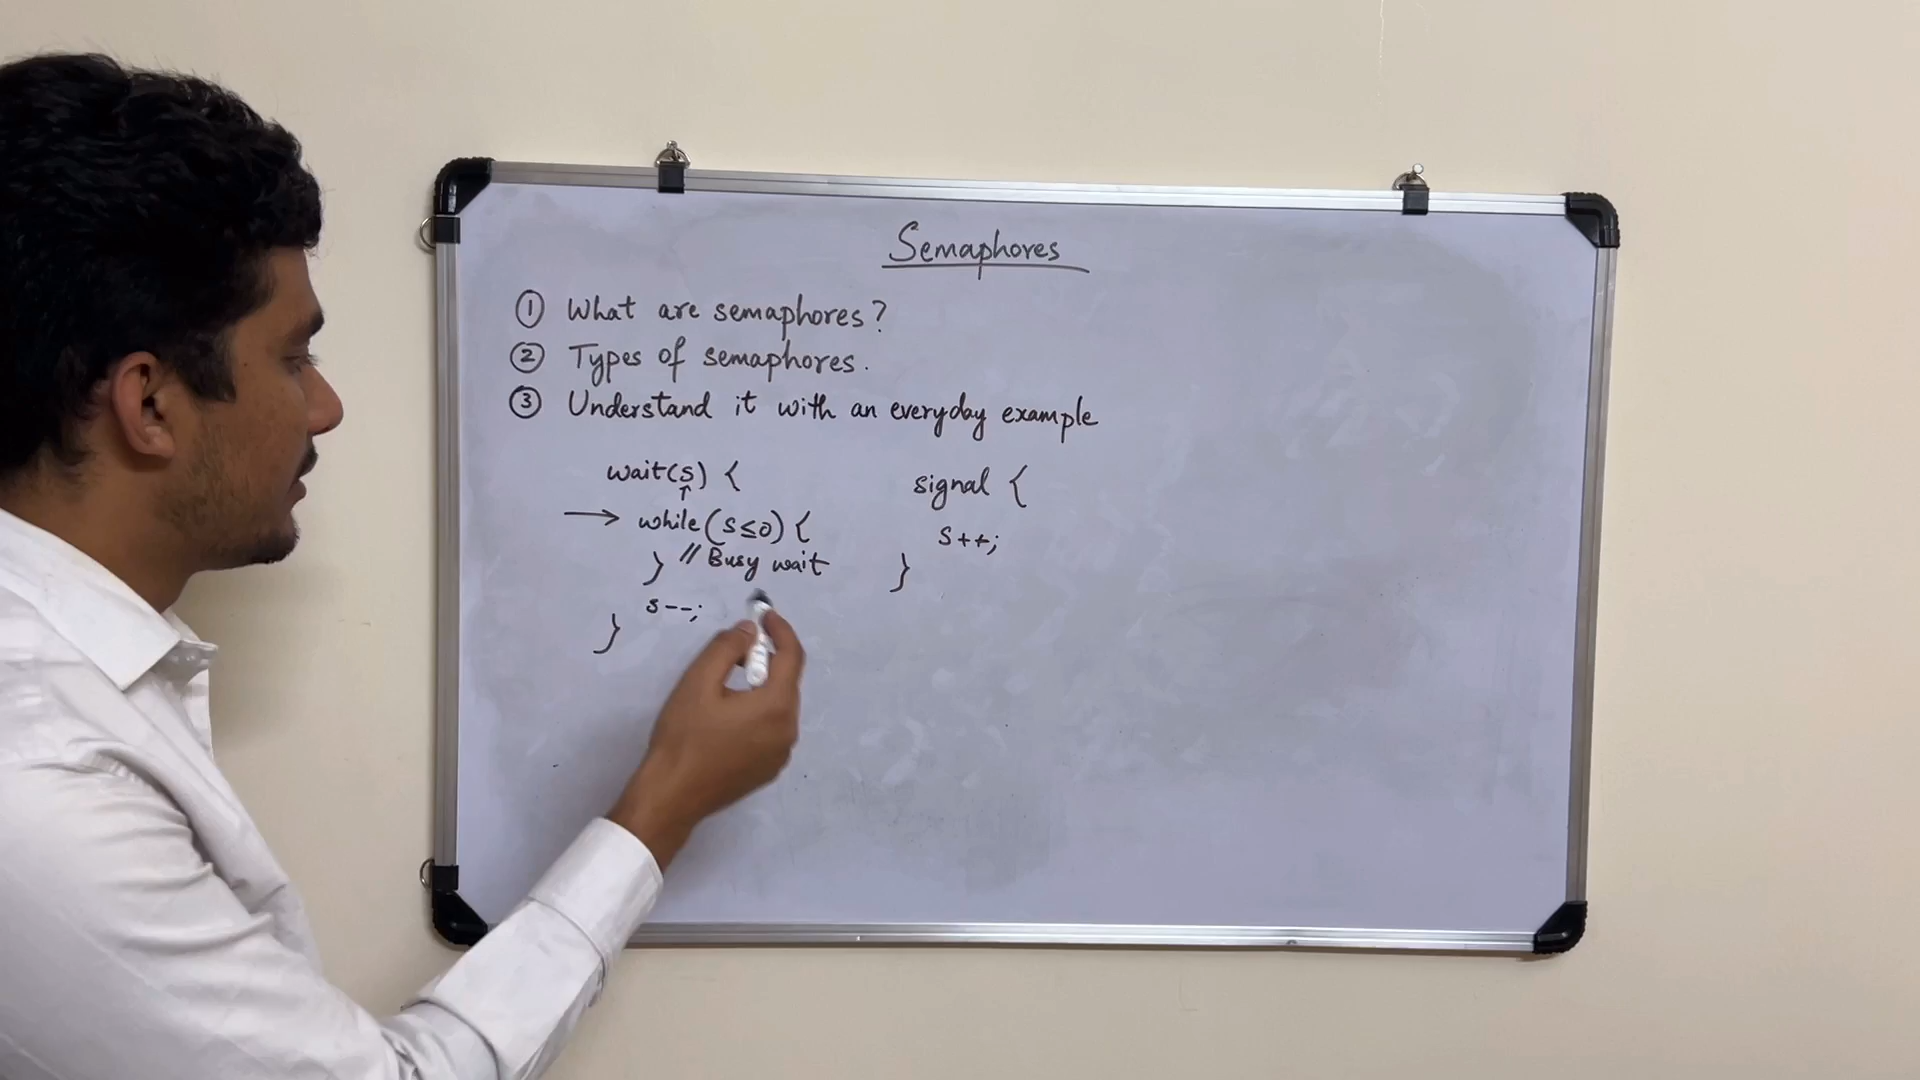 Semaphores
① What are semaphores?
② Types of semaphores.
③ Understand it with an everyday example
wait(s) {
↑
→ while (s≤0) {
} // Busy wait
s--;
}
signal {
s++;
}